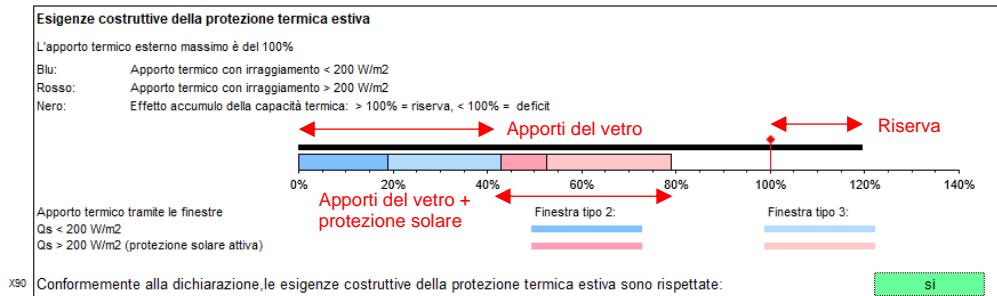 Esigenze costruttive della protezione termica estiva
L'apporto termico esterno massimo è del 100%
Blu: Apporto termico con irraggiamento < 200 W/m2
Rosso: Apporto termico con irraggiamento > 200 W/m2
Nero: Effetto accumulo della capacità termica: > 100% = riserva, < 100% = deficit
Apporti del vetro
Riserva
0% 20% 40% 60% 80% 100% 120% 140%
Apporti del vetro +
protezione solare
Apporto termico tramite le finestre Finestra tipo 2: Finestra tipo 3:
Qs < 200 W/m2
Qs > 200 W/m2 (protezione solare attiva)
X90 Conformemente alla dichiarazione,le esigenze costruttive della protezione termica estiva sono rispettate: si